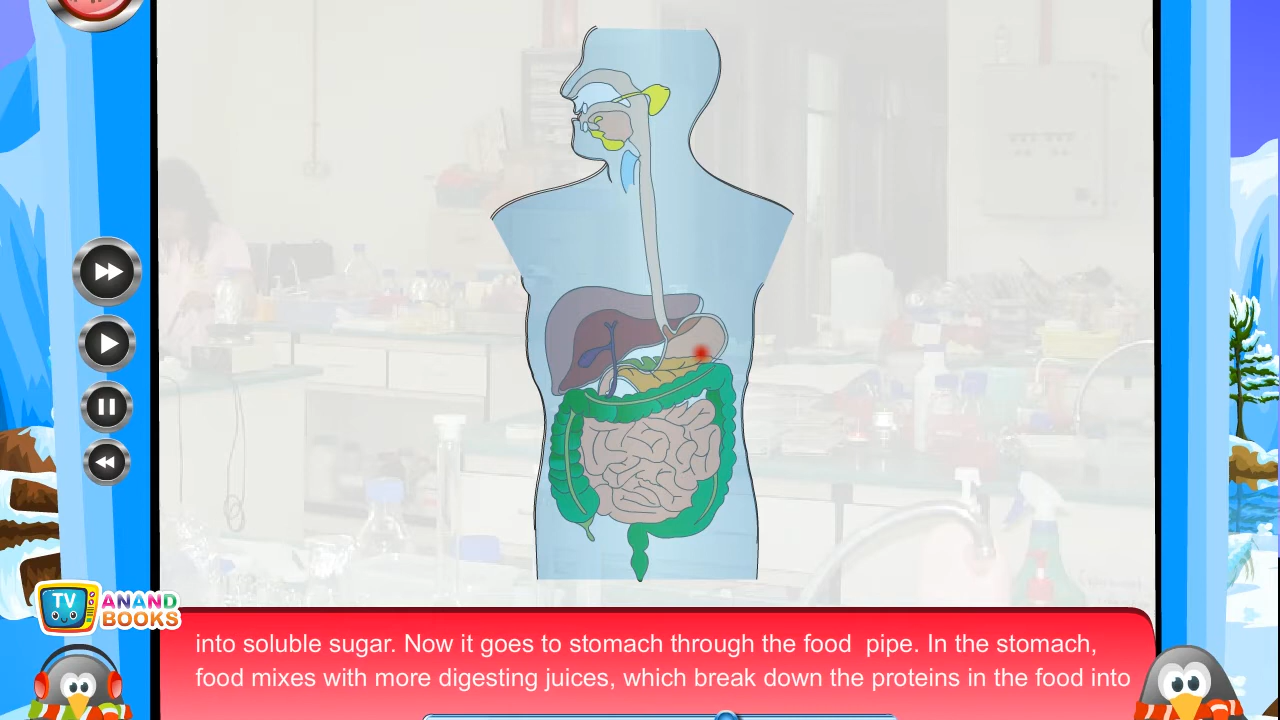 TV
ANAND
BOOKS
into soluble sugar. Now it goes to stomach through the food  pipe. In the stomach,
food mixes with more digesting juices, which break down the proteins in the food into